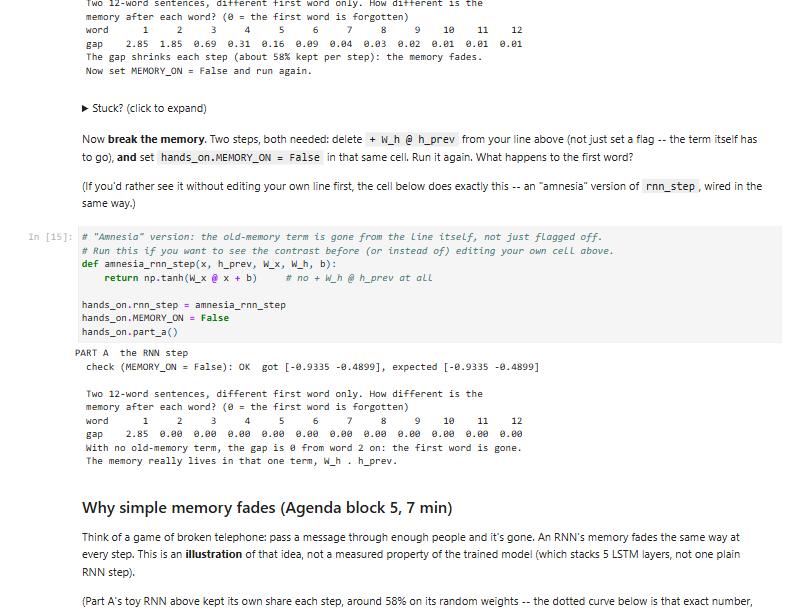 Two 12-word sentences, different first word only. How different is the
memory after each word? (0 = the first word is forgotten)
word 1 2 3 4 5 6 7 8 9 10 11 12
gap 2.85 1.85 0.69 0.31 0.16 0.09 0.04 0.03 0.02 0.01 0.01 0.01
The gap shrinks each step (about 58% kept per step): the memory fades.
Now set MEMORY_ON = False and run again.
▶ Stuck? (click to expand)
Now break the memory. Two steps, both needed: delete + W_h @ h_prev from your line above (not just set a flag -- the term itself has
to go), and set hands_on.MEMORY_ON = False in that same cell. Run it again. What happens to the first word?
(If you'd rather see it without editing your own line first, the cell below does exactly this -- an "amnesia" version of rnn_step, wired in the
same way.)
In [15]: # "Amnesia" version: the old-memory term is gone from the line itself, not just flagged off.
# Run this if you want to see the contrast before (or instead of) editing your own cell above.
def amnesia_rnn_step(x, h_prev, W_x, W_h, b):
return np.tanh(W_x @ x + b) # no + W_h @ h_prev at all
hands_on.rnn_step = amnesia_rnn_step
hands_on.MEMORY_ON = False
hands_on.part_a()
PART A the RNN step
check (MEMORY_ON = False): OK got [-0.9335 -0.4899], expected [-0.9335 -0.4899]
Two 12-word sentences, different first word only. How different is the
memory after each word? (0 = the first word is forgotten)
word 1 2 3 4 5 6 7 8 9 10 11 12
gap 2.85 0.00 0.00 0.00 0.00 0.00 0.00 0.00 0.00 0.00 0.00 0.00
With no old-memory term, the gap is 0 from word 2 on: the first word is gone.
The memory really lives in that one term, W_h . h_prev.
Why simple memory fades (Agenda block 5, 7 min)
Think of a game of broken telephone: pass a message through enough people and it's gone. An RNN's memory fades the same way at
every step. This is an illustration of that idea, not a measured property of the trained model (which stacks 5 LSTM layers, not one plain
RNN step).
(Part A's toy RNN above kept its own share each step, around 58% on its random weights -- the dotted curve below is that exact number,